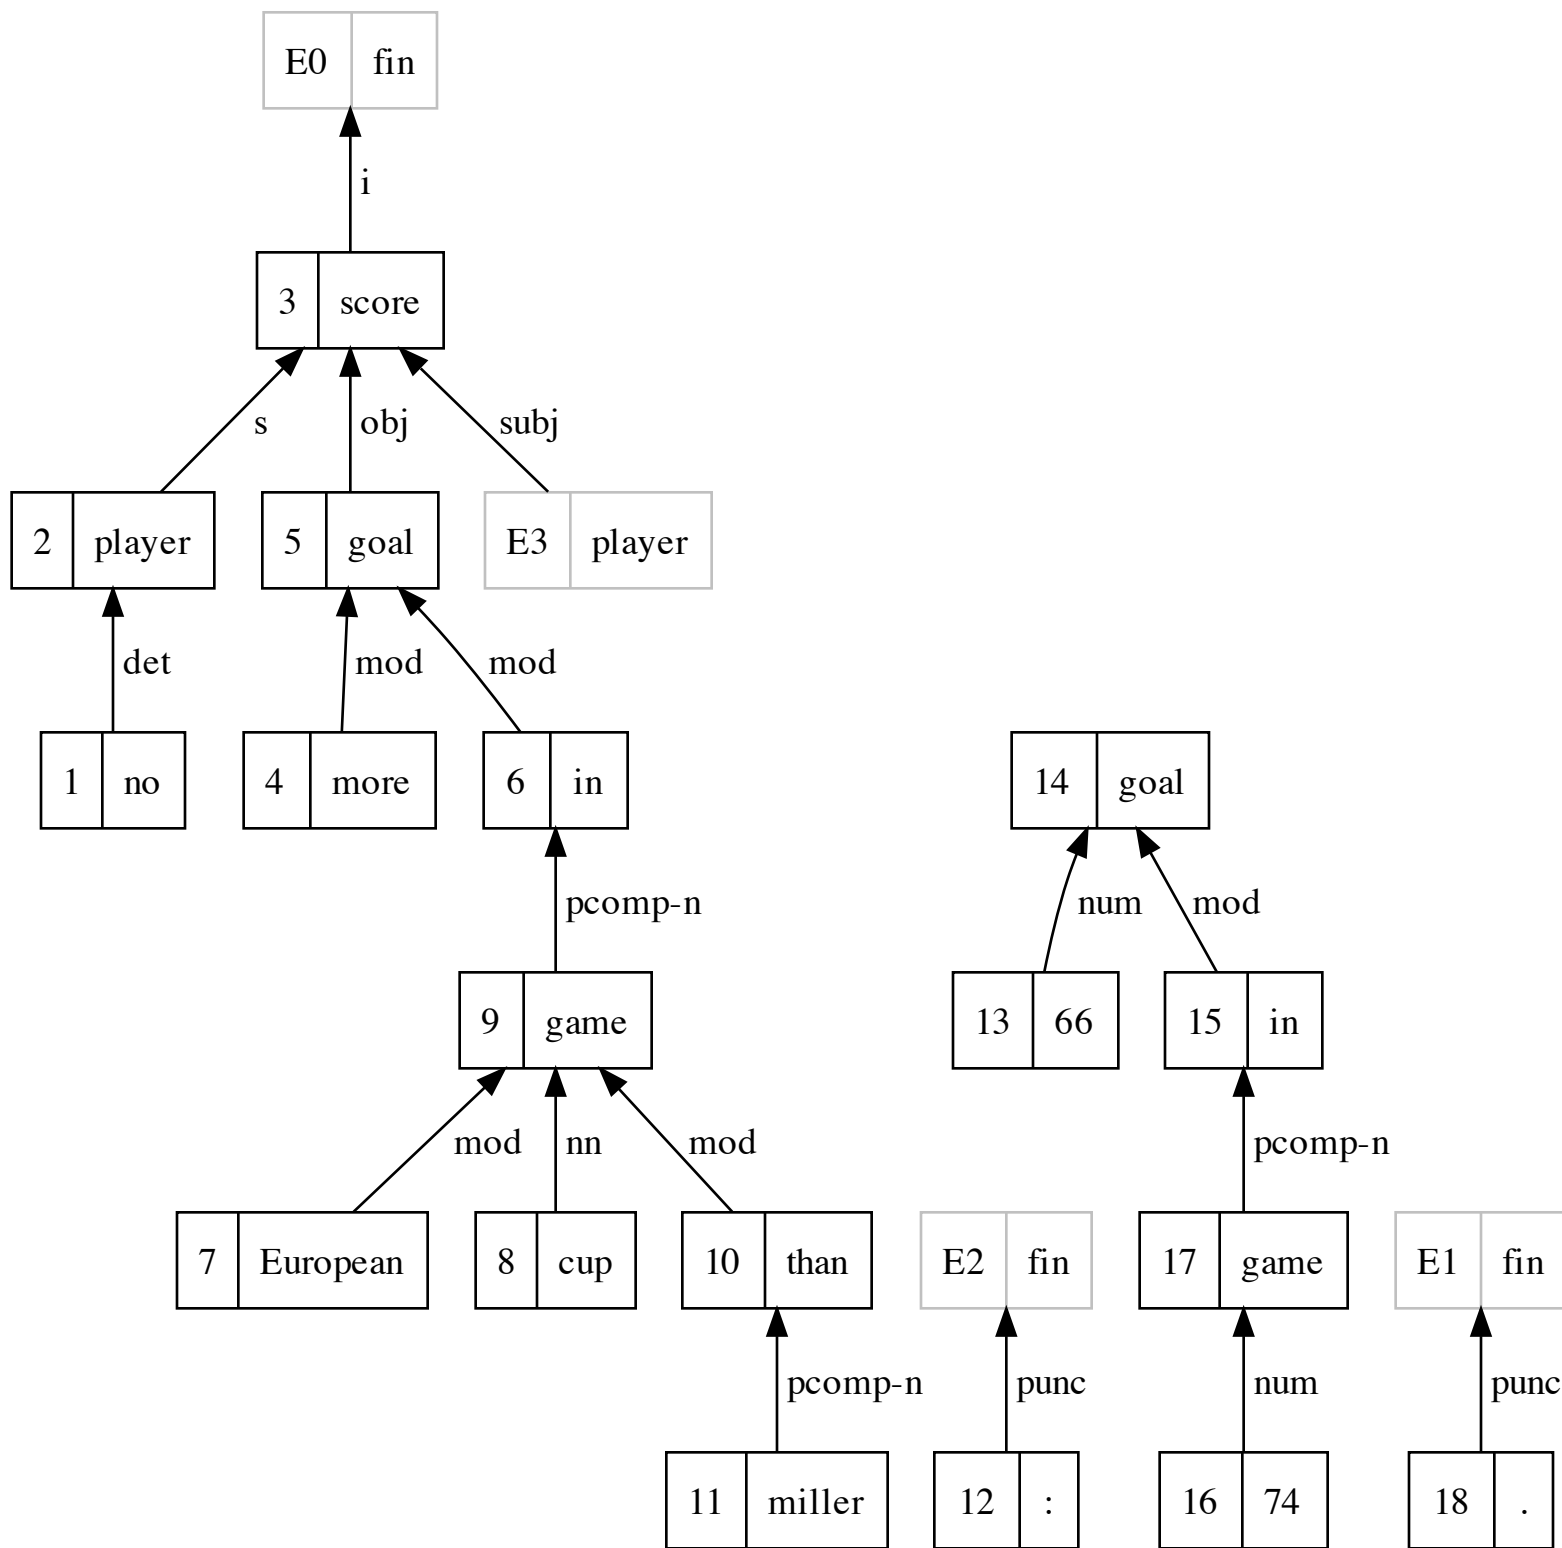 E0 fin
i
3 score
s obj subj
2 player 5 goal E3 player
det mod mod
1 no 4 more 6 in 14 goal
pcomp-n num mod
9 game 13 66 15 in
mod nn mod pcomp-n
7 European 8 cup 10 than E2 fin 17 game E1 fin
pcomp-n punc num punc
11 miller 12 : 16 74 18 .